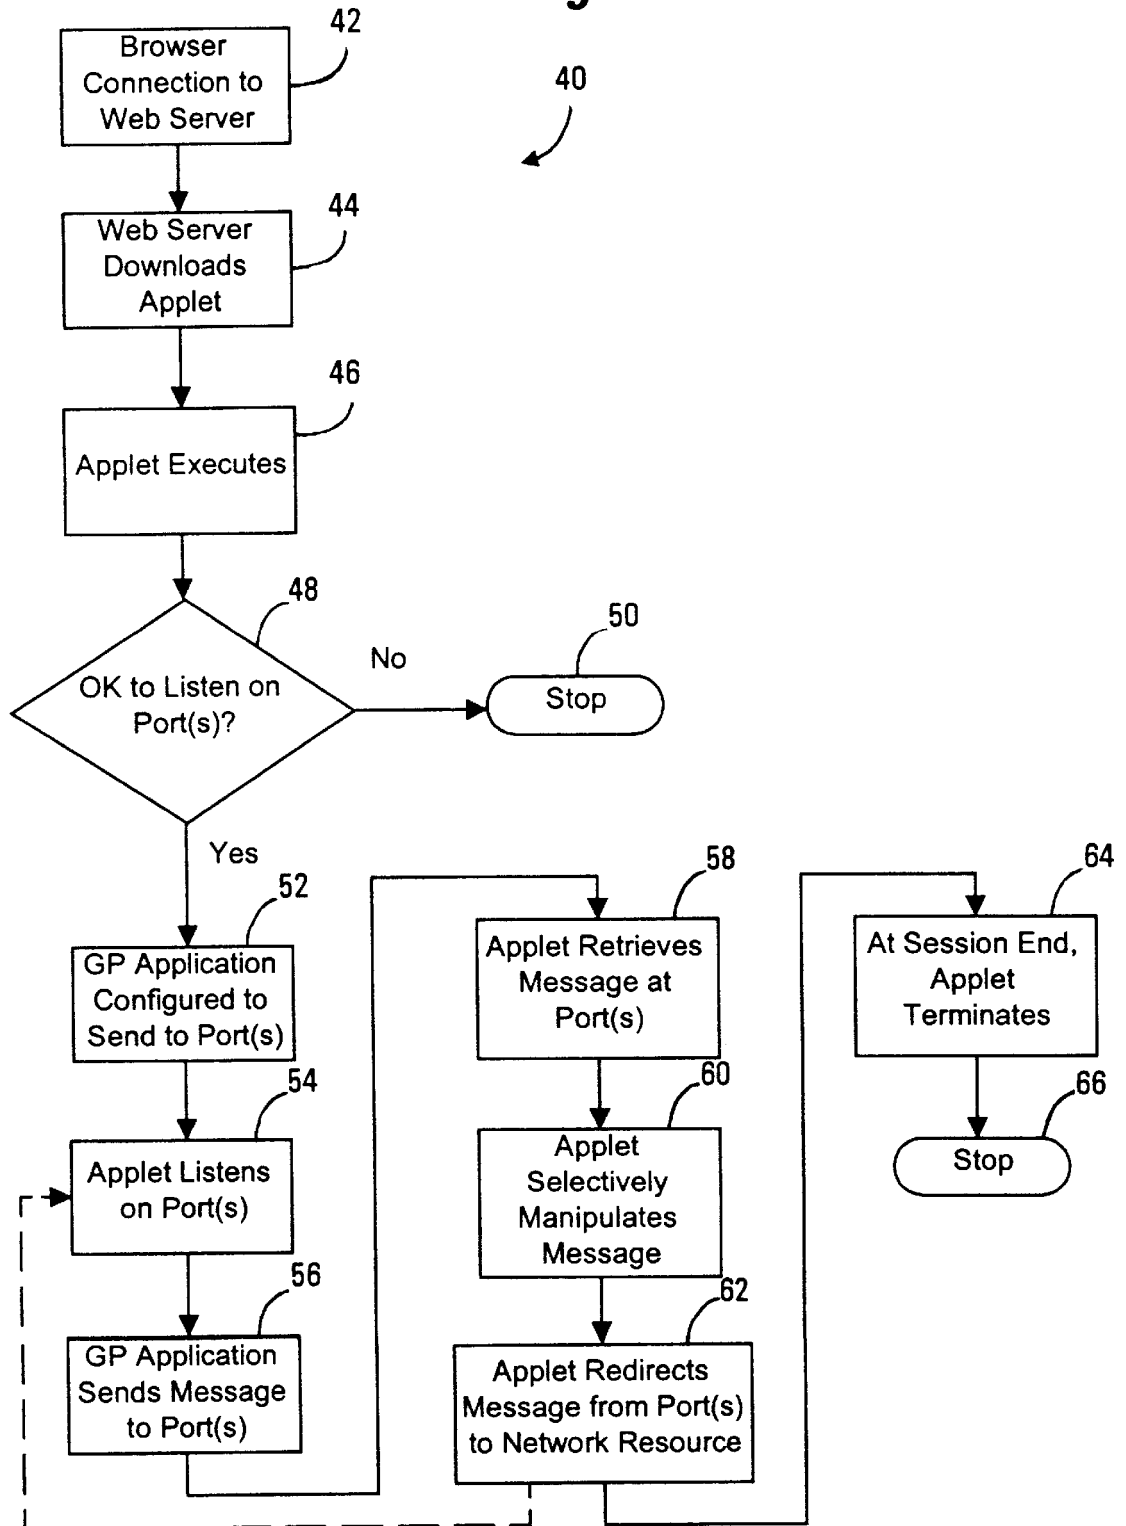 42
Browser
Connection to
Web Server
40
44
Web Server
Downloads
Applet
46
Applet Executes
48
OK to Listen on
Port(s)?
No
50
Stop
Yes
52
GP Application
Configured to
Send to Port(s)
54
Applet Listens
on Port(s)
56
GP Application
Sends Message
to Port(s)
58
Applet Retrieves
Message at
Port(s)
60
Applet
Selectively
Manipulates
Message
62
Applet Redirects
Message from Port(s)
to Network Resource
64
At Session End,
Applet
Terminates
66
Stop